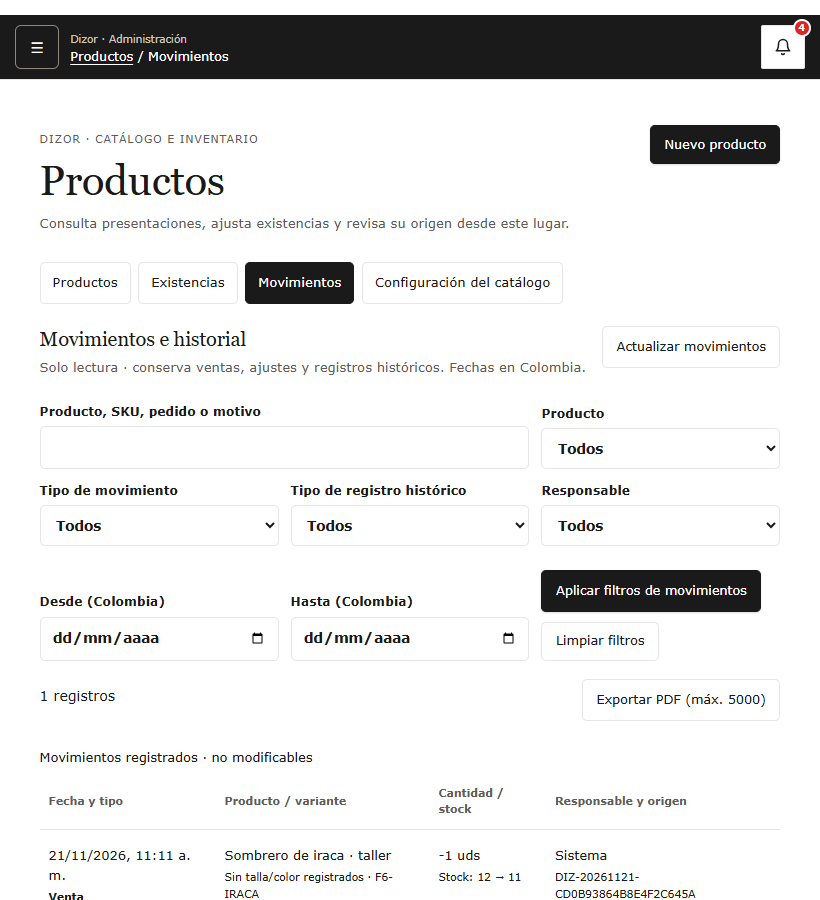 ☰
Dizor · Administración
Productos / Movimientos
4
DIZOR · CATÁLOGO E INVENTARIO
Nuevo producto
Productos
Consulta presentaciones, ajusta existencias y revisa su origen desde este lugar.
Productos
Existencias
Movimientos
Configuración del catálogo
Movimientos e historial
Actualizar movimientos
Solo lectura · conserva ventas, ajustes y registros históricos. Fechas en Colombia.
Producto, SKU, pedido o motivo
Producto
Todos
Tipo de movimiento
Tipo de registro histórico
Responsable
Todos
Todos
Todos
Aplicar filtros de movimientos
Desde (Colombia)
Hasta (Colombia)
dd/mm/aaaa
dd/mm/aaaa
Limpiar filtros
1 registros
Exportar PDF (máx. 5000)
Movimientos registrados · no modificables
Fecha y tipo
Producto / variante
Cantidad /
stock
Responsable y origen
21/11/2026, 11:11 a.
m.
Venta
Sombrero de iraca · taller
Sin talla/color registrados · F6-
IRACA
-1 uds
Stock: 12 → 11
Sistema
DIZ-20261121-
CD0B93864B8E4F2C645A